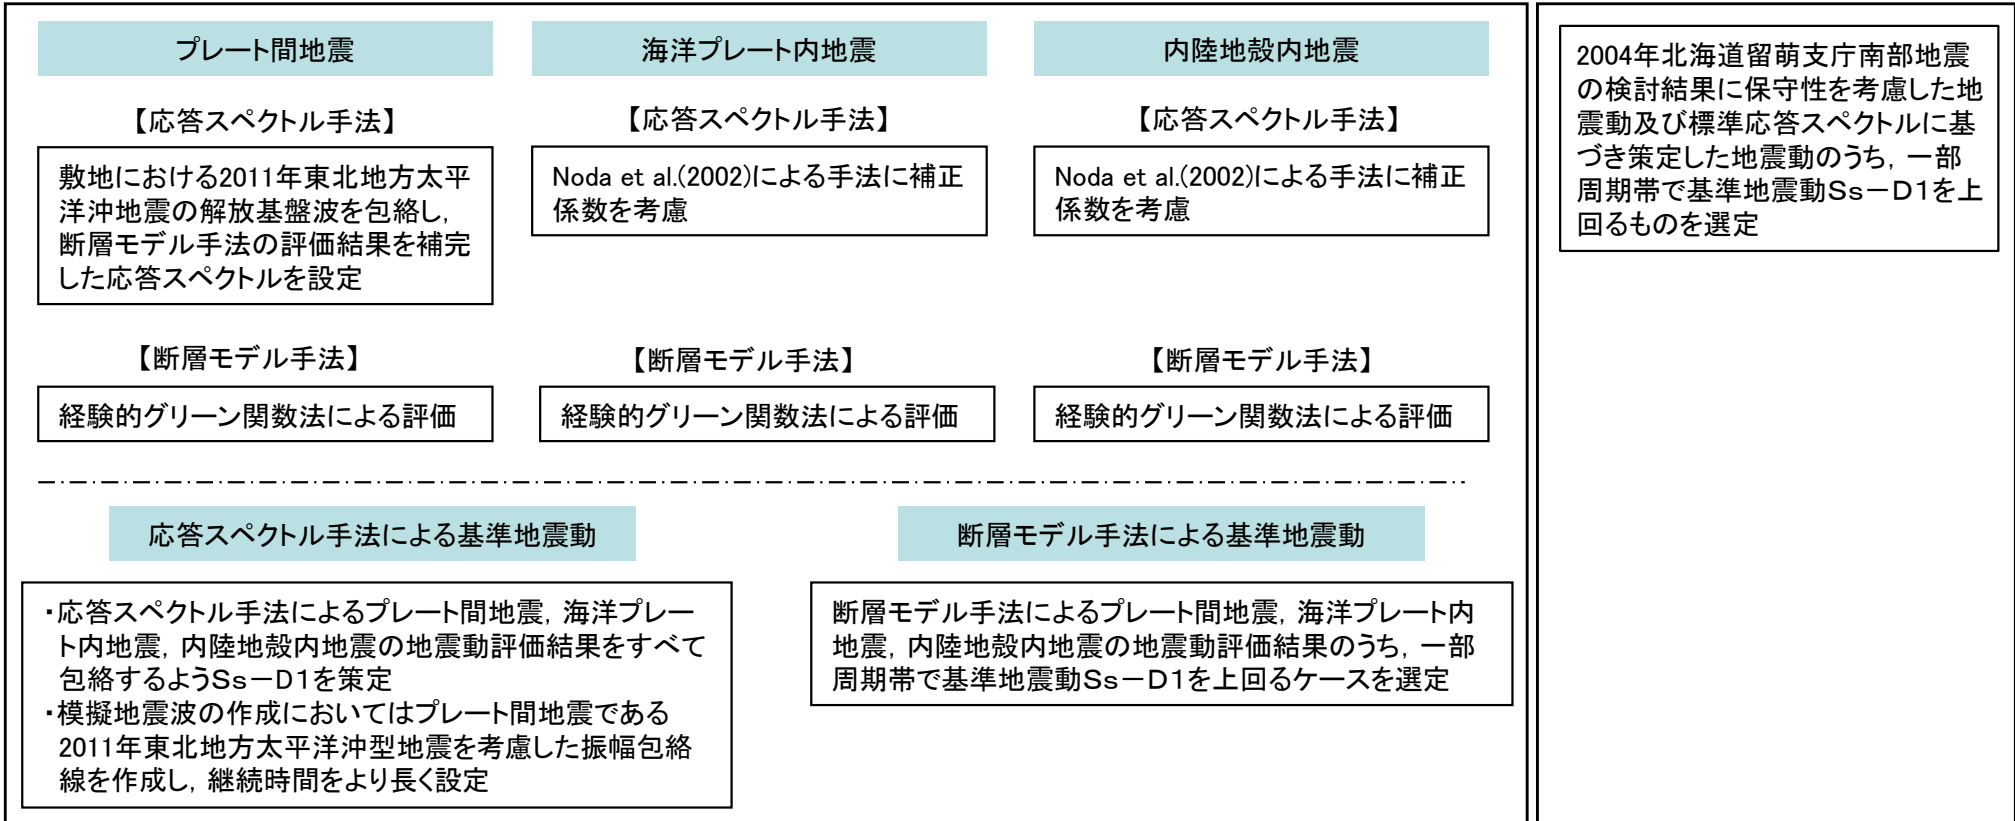 プレート間地震
【応答スペクトル手法】
敷地における2011年東北地方太平
洋沖地震の解放基盤波を包絡し，
断層モデル手法の評価結果を補完
した応答スペクトルを設定
【断層モデル手法】
経験的グリーン関数法による評価
海洋プレート内地震
【応答スペクトル手法】
Noda et al.(2002)による手法に補正
係数を考慮
【断層モデル手法】
経験的グリーン関数法による評価
内陸地殻内地震
【応答スペクトル手法】
Noda et al.(2002)による手法に補正
係数を考慮
【断層モデル手法】
経験的グリーン関数法による評価
応答スペクトル手法による基準地震動
・応答スペクトル手法によるプレート間地震，海洋プレー
ト内地震，内陸地殻内地震の地震動評価結果をすべて
包絡するようＳｓ－D１を策定
・模擬地震波の作成においてはプレート間地震である
2011年東北地方太平洋沖型地震を考慮した振幅包絡
線を作成し，継続時間をより長く設定
断層モデル手法による基準地震動
断層モデル手法によるプレート間地震，海洋プレート内
地震，内陸地殻内地震の地震動評価結果のうち，一部
周期帯で基準地震動Ｓｓ－Ｄ１を上回るケースを選定
2004年北海道留萌支庁南部地震
の検討結果に保守性を考慮した地
震動及び標準応答スペクトルに基
づき策定した地震動のうち，一部
周期帯で基準地震動Ｓｓ－Ｄ１を上
回るものを選定